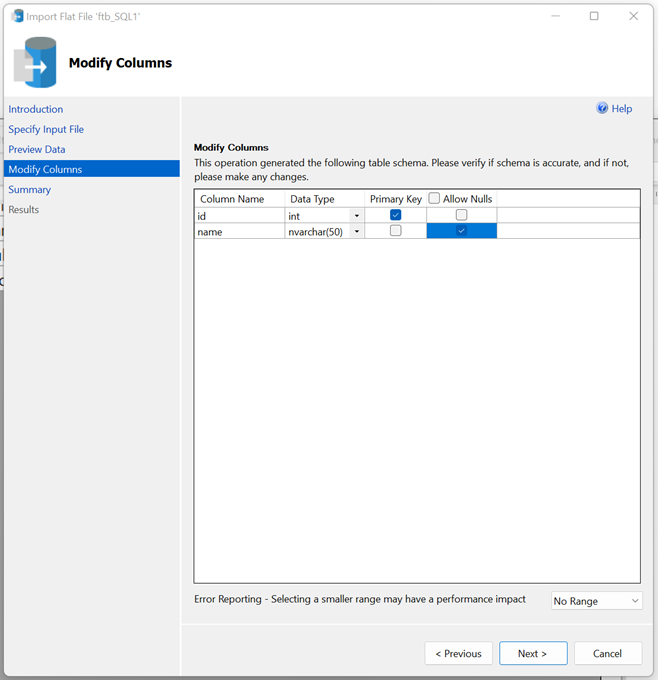 Import Flat File 'ftb_SQL1'
Modify Columns
Introduction
Specify Input File
Preview Data
Modify Columns
Summary
Results
Help
Modify Columns
This operation generated the following table schema. Please verify if schema is accurate, and if not,
please make any changes.
Column Name Data Type Primary Key Allow Nulls
id int
name nvarchar(50)
Error Reporting - Selecting a smaller range may have a performance impact No Range
< Previous Next > Cancel